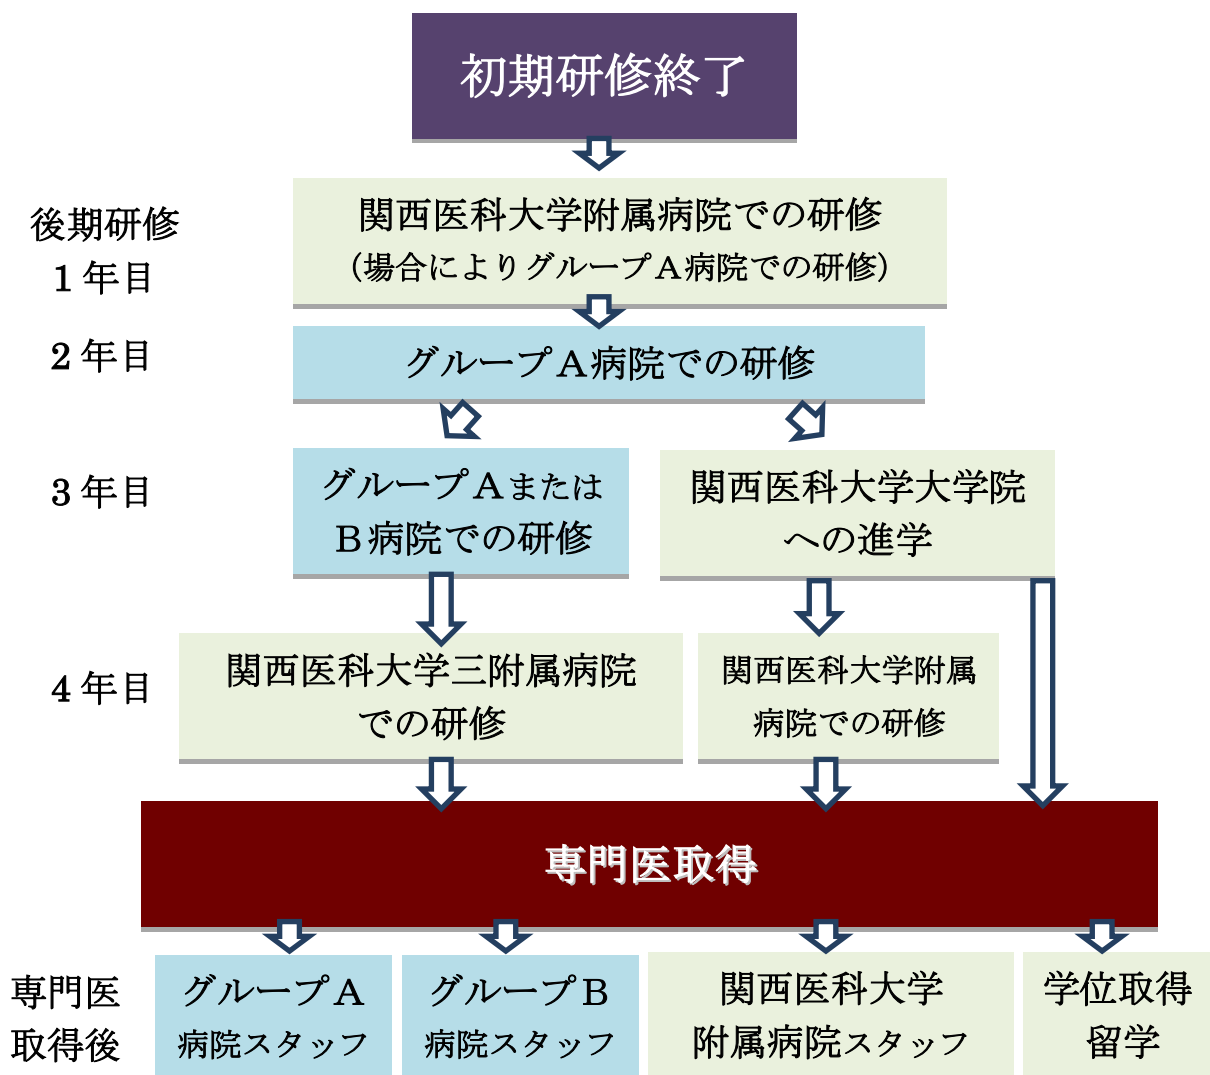 初期研修終了
後期研修
1年目
関西医科大学附属病院での研修
（場合によりグループA病院での研修）
2年目
グループA病院での研修
3年目
グループAまたは
B病院での研修
関西医科大学大学院
への進学
4年目
関西医科大学三附属病院
での研修
関西医科大学附属
病院での研修
専門医取得
専門医
取得後
グループA
病院スタッフ
グループB
病院スタッフ
関西医科大学
附属病院スタッフ
学位取得
留学